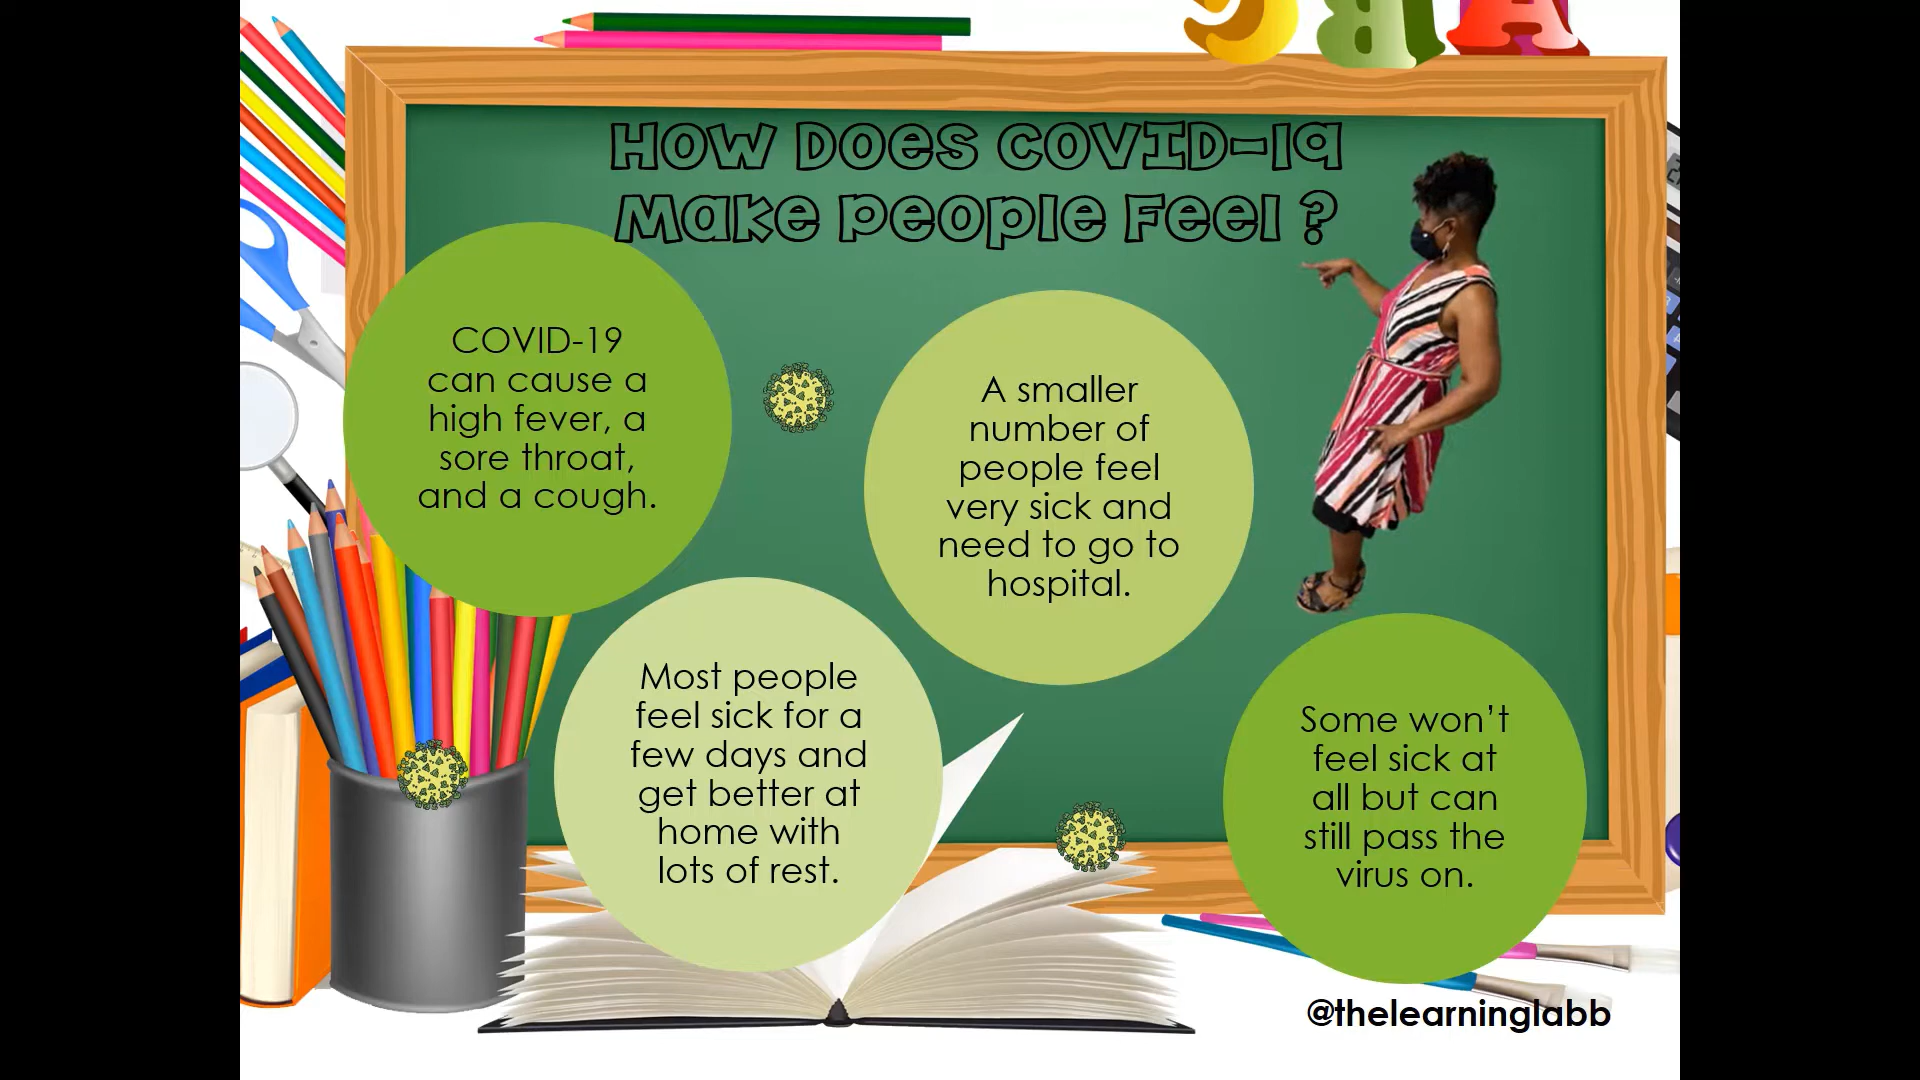 How Does COVID-19
Make People Feel ?
COVID-19
can cause a
high fever, a
sore throat,
and a cough.
Most people
feel sick for a
few days and
get better at
home with
lots of rest.
A smaller
number of
people feel
very sick and
need to go to
hospital.
Some won't
feel sick at
all but can
still pass the
virus on.
@thelearninglabb